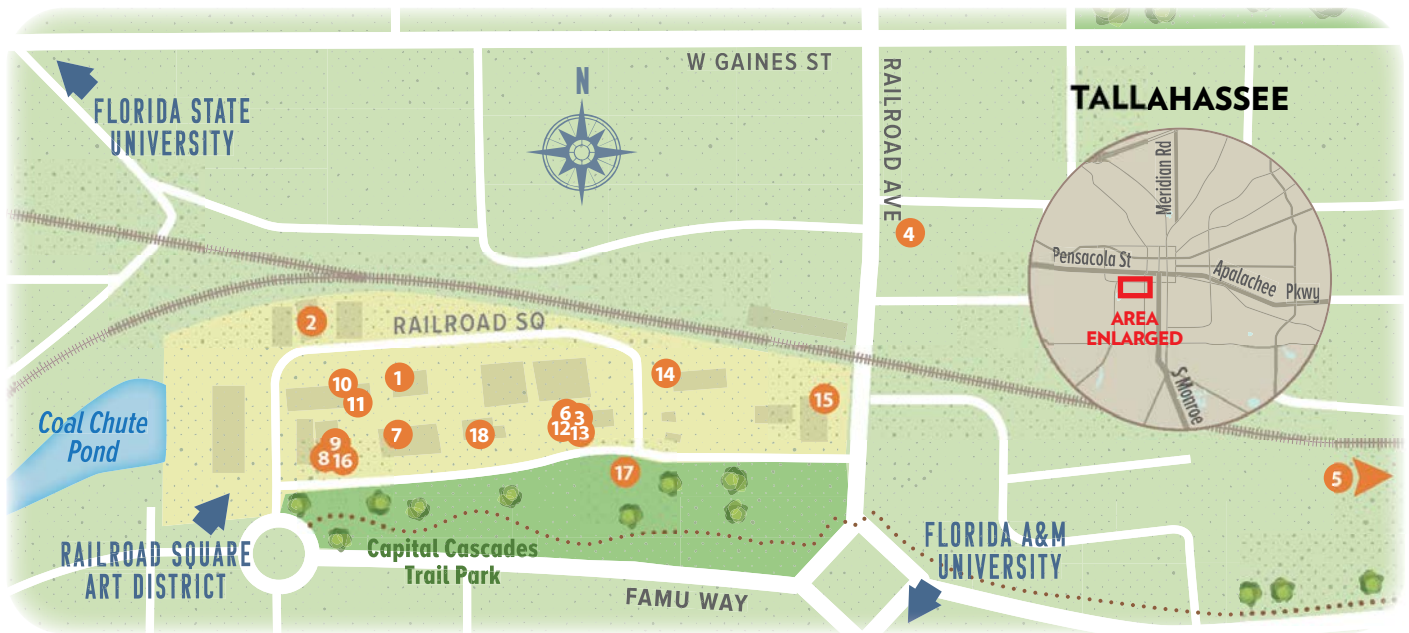 W GAINES ST
N
RAILROAD AVE
TALLAHASSEE
FLORIDA STATE
UNIVERSITY
Meridian Rd
Pensacola St
Apalachee Pkwy
AREA
ENLARGED
S Monroe
4
2
RAILROAD SQ
10
1
11
14
15
6
3
12
13
7
18
9
8
16
17
5
Coal Chute
Pond
RAILROAD SQUARE
ART DISTRICT
Capital Cascades
Trail Park
FLORIDA A&M
UNIVERSITY
FAMU WAY